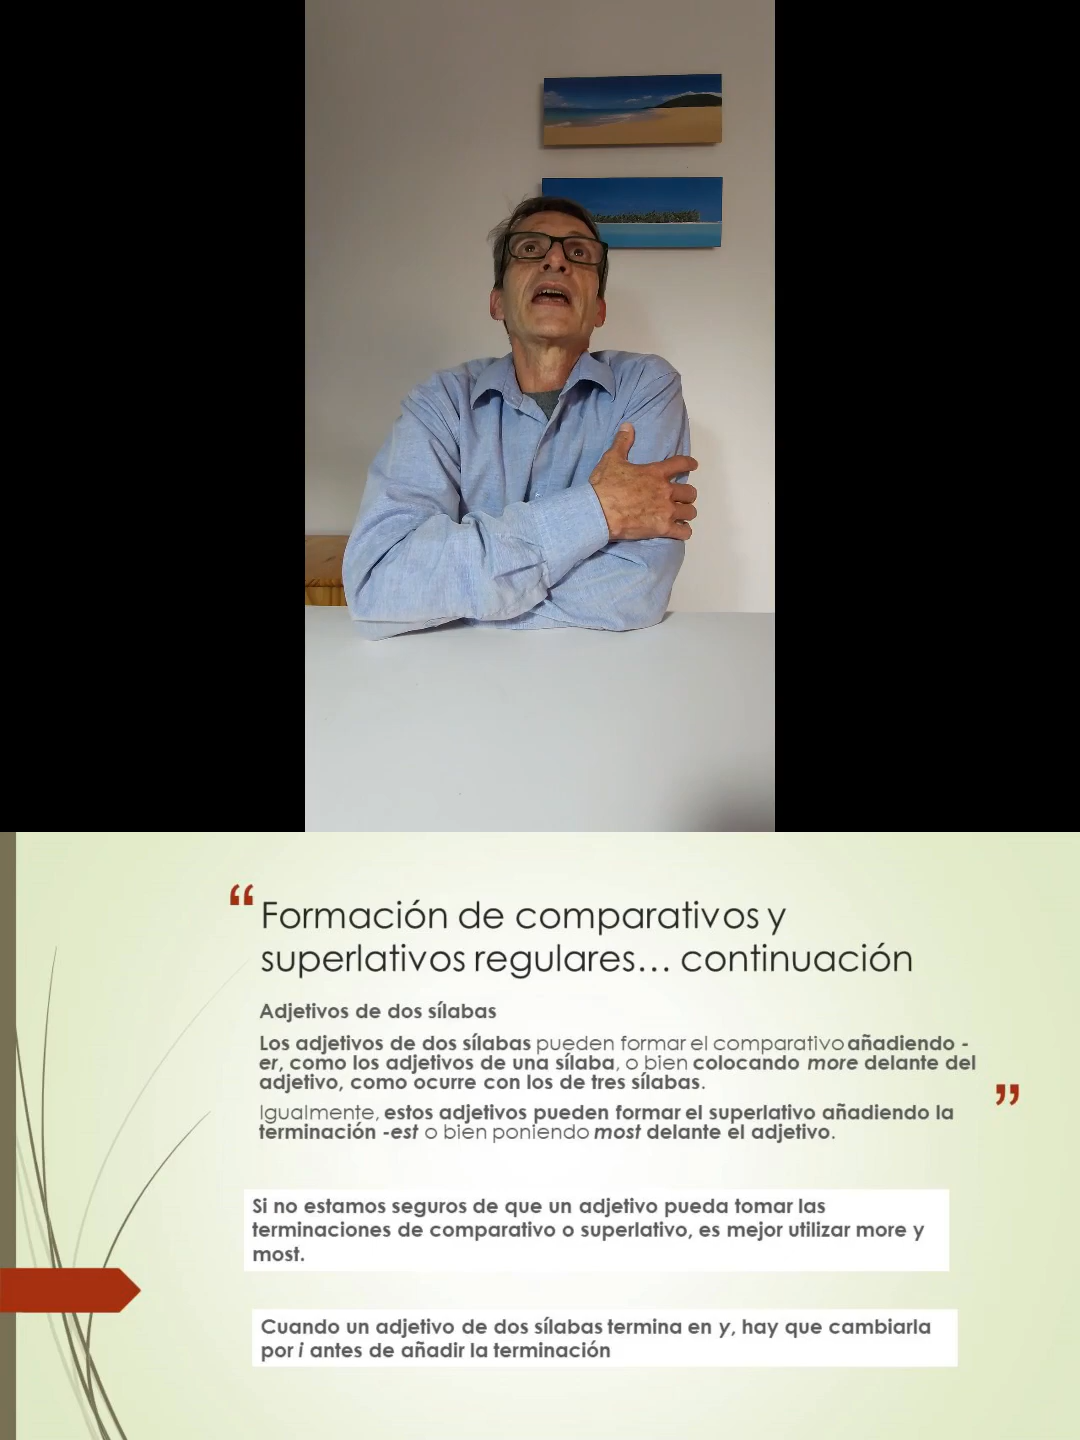 “Formación de comparativos y
superlativos regulares... continuación
Adjetivos de dos sílabas
Los adjetivos de dos sílabas pueden formar el comparativo añadiendo -
er, como los adjetivos de una sílaba, o bien colocando more delante del
adjetivo, como ocurre con los de tres sílabas.
”
Igualmente, estos adjetivos pueden formar el superlativo añadiendo la
terminación -est o bien poniendo most delante el adjetivo.
Si no estamos seguros de que un adjetivo pueda tomar las
terminaciones de comparativo o superlativo, es mejor utilizar more y
most.
Cuando un adjetivo de dos sílabas termina en y, hay que cambiarla
por i antes de añadir la terminación